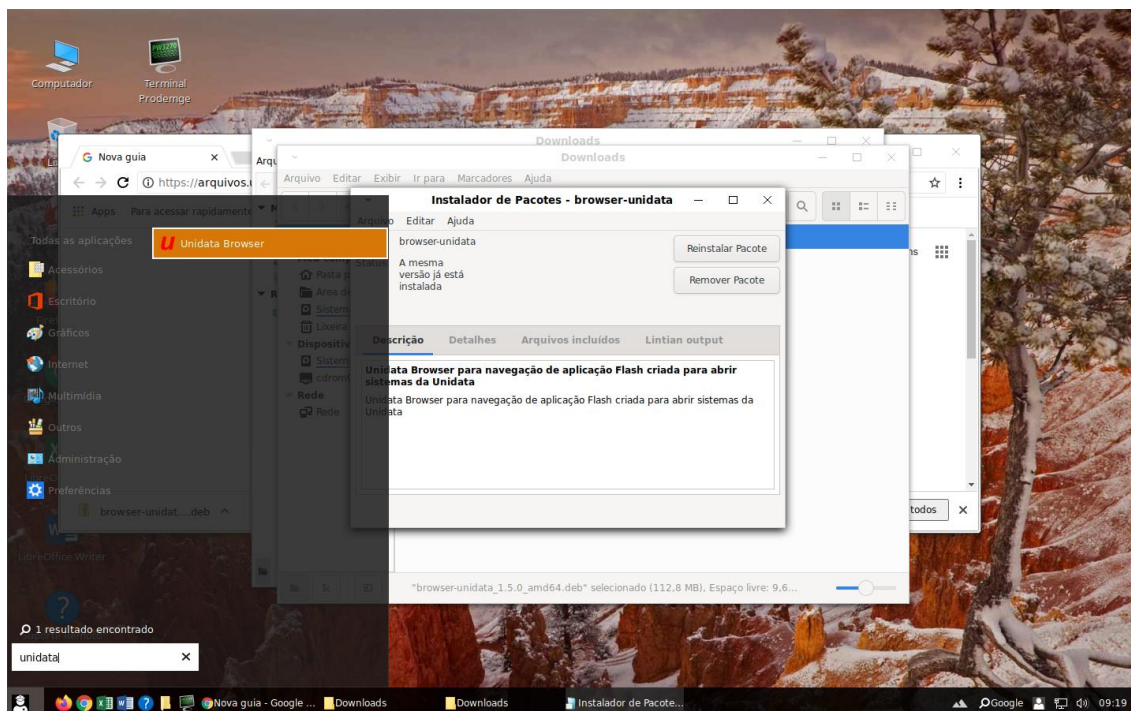 Computador
Terminal
Prodemge
Downloads
Downloads
Nova guia
Arqu
Arquivo Editar Exibir Ir para Marcadores Ajuda
https://arquivos.u
Instalador de Pacotes - browser-unidata
Apps Para acessar rapidamente
Arquivo Editar Ajuda
Todas as aplicações
Unidata Browser
browser-unidata
Reinstalar Pacote
Status
A mesma
versão já está
instalada
Remover Pacote
Acessórios
Pasta p
Área de
Escritório
Sistem
Lixeira
Gráficos
Dispositiv
Descrição Detalhes Arquivos incluídos Lintian output
Internet
Sistem
Unidata Browser para navegação de aplicação Flash criada para abrir
sistemas da Unidata
cdrom
Multimídia
Rede
Unidata Browser para navegação de aplicação Flash criada para abrir sistemas da
Unidata
Rede
Outros
Administração
Preferências
browser-unidat....deb
todos
LibreOffice Writer
"browser-unidata_1.5.0_amd64.deb" selecionado (112,8 MB), Espaço livre: 9,6...
1 resultado encontrado
unidata
Nova guia - Google ... Downloads Downloads Instalador de Pacote... Google 09:19